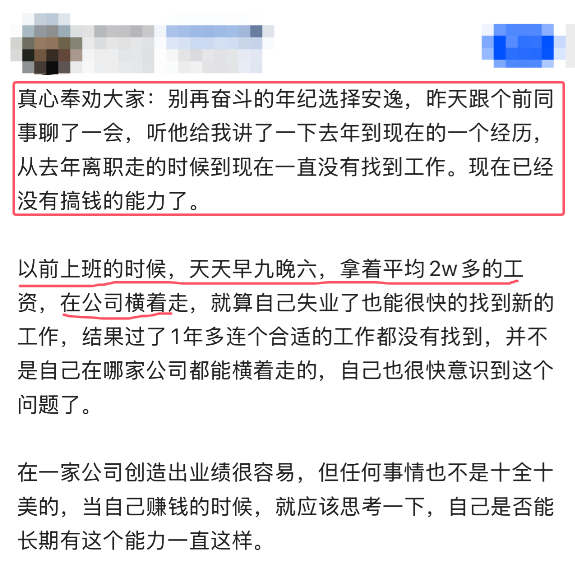 真心奉劝大家：别再奋斗的年纪选择安逸，昨天跟个前同
事聊了一会，听他给我讲了一下去年到现在的一个经历，
从去年离职走的时候到现在一直没有找到工作。现在已经
没有搞钱的能力了。
以前上班的时候，天天早九晚六，拿着平均2w多的工
资，在公司横着走，就算自己失业了也能很快的找到新的
工作，结果过了1年多连个合适的工作都没有找到，并不
是自己在哪家公司都能横着走的，自己也很快意识到这个
问题了。
在一家公司创造出业绩很容易，但任何事情也不是十全十
美的，当自己赚钱的时候，就应该思考一下，自己是否能
长期有这个能力一直这样。